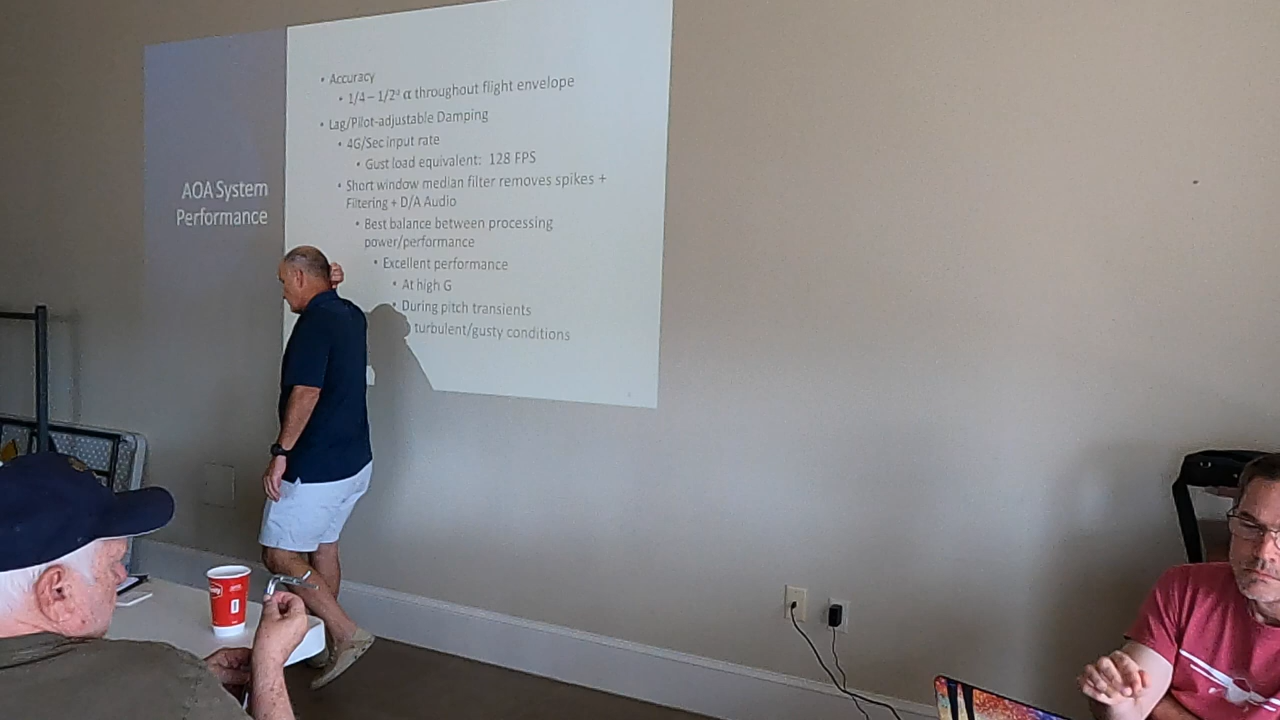 AOA System
Performance
• Accuracy
• 1/4 – 1/2° α throughout flight envelope
• Lag/Pilot-adjustable Damping
• 4G/Sec input rate
• Gust load equivalent: 128 FPS
• Short window median filter removes spikes +
Filtering + D/A Audio
• Best balance between processing
power/performance
• Excellent performance
• At high G
• During pitch transients
turbulent/gusty conditions